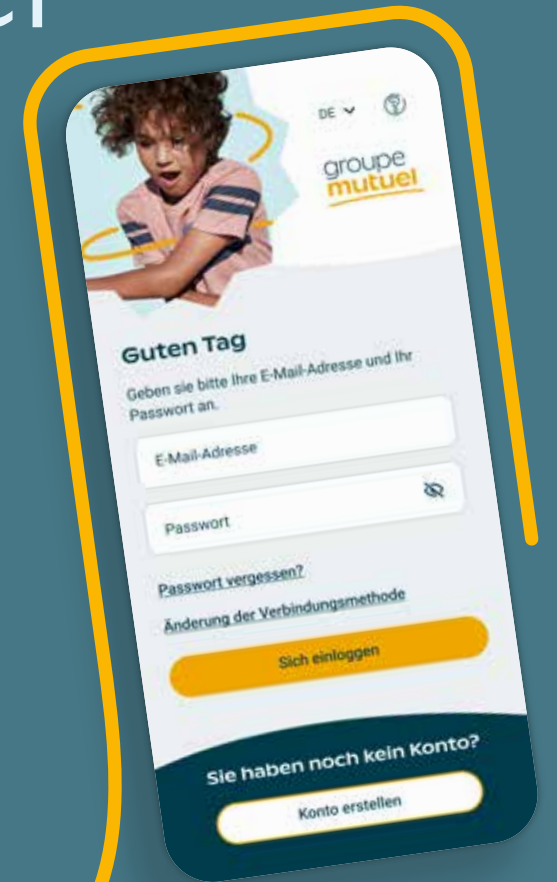 DE
groupe
mutuel
Guten Tag
Geben sie bitte Ihre E-Mail-Adresse und Ihr
Passwort an.
E-Mail-Adresse
Passwort
Passwort vergessen?
Änderung der Verbindungsmethode
Sich einloggen
Sie haben noch kein Konto?
Konto erstellen